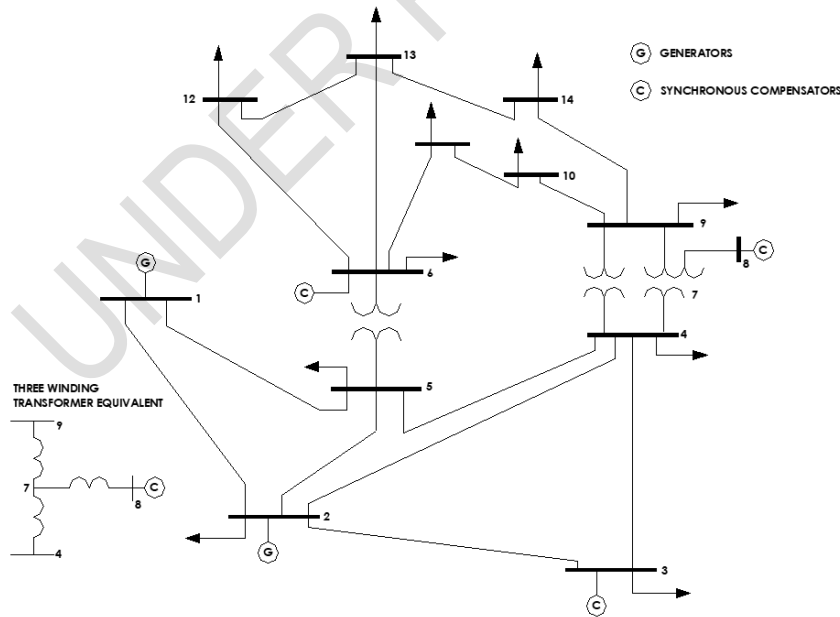 UNDER
13
G GENERATORS
C SYNCHRONOUS COMPENSATORS
12
14
10
9
C
8
G
6
C
1
7
4
THREE WINDING
TRANSFORMER EQUIVALENT
5
9
7
C
8
4
2
G
3
C